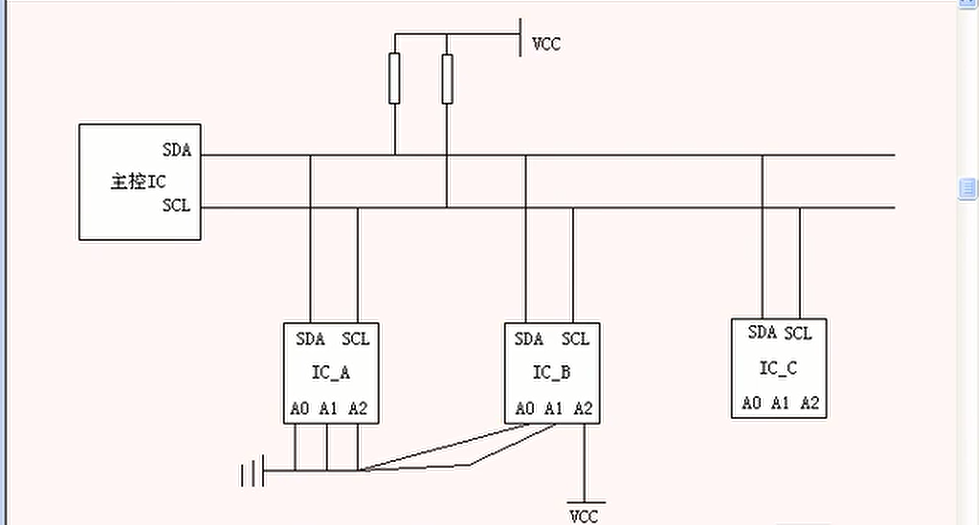 VCC
SDA
主控IC
SCL
SDA SCL
IC_A
A0 A1 A2
SDA SCL
IC_B
A0 A1 A2
VCC
SDA SCL
IC_C
A0 A1 A2